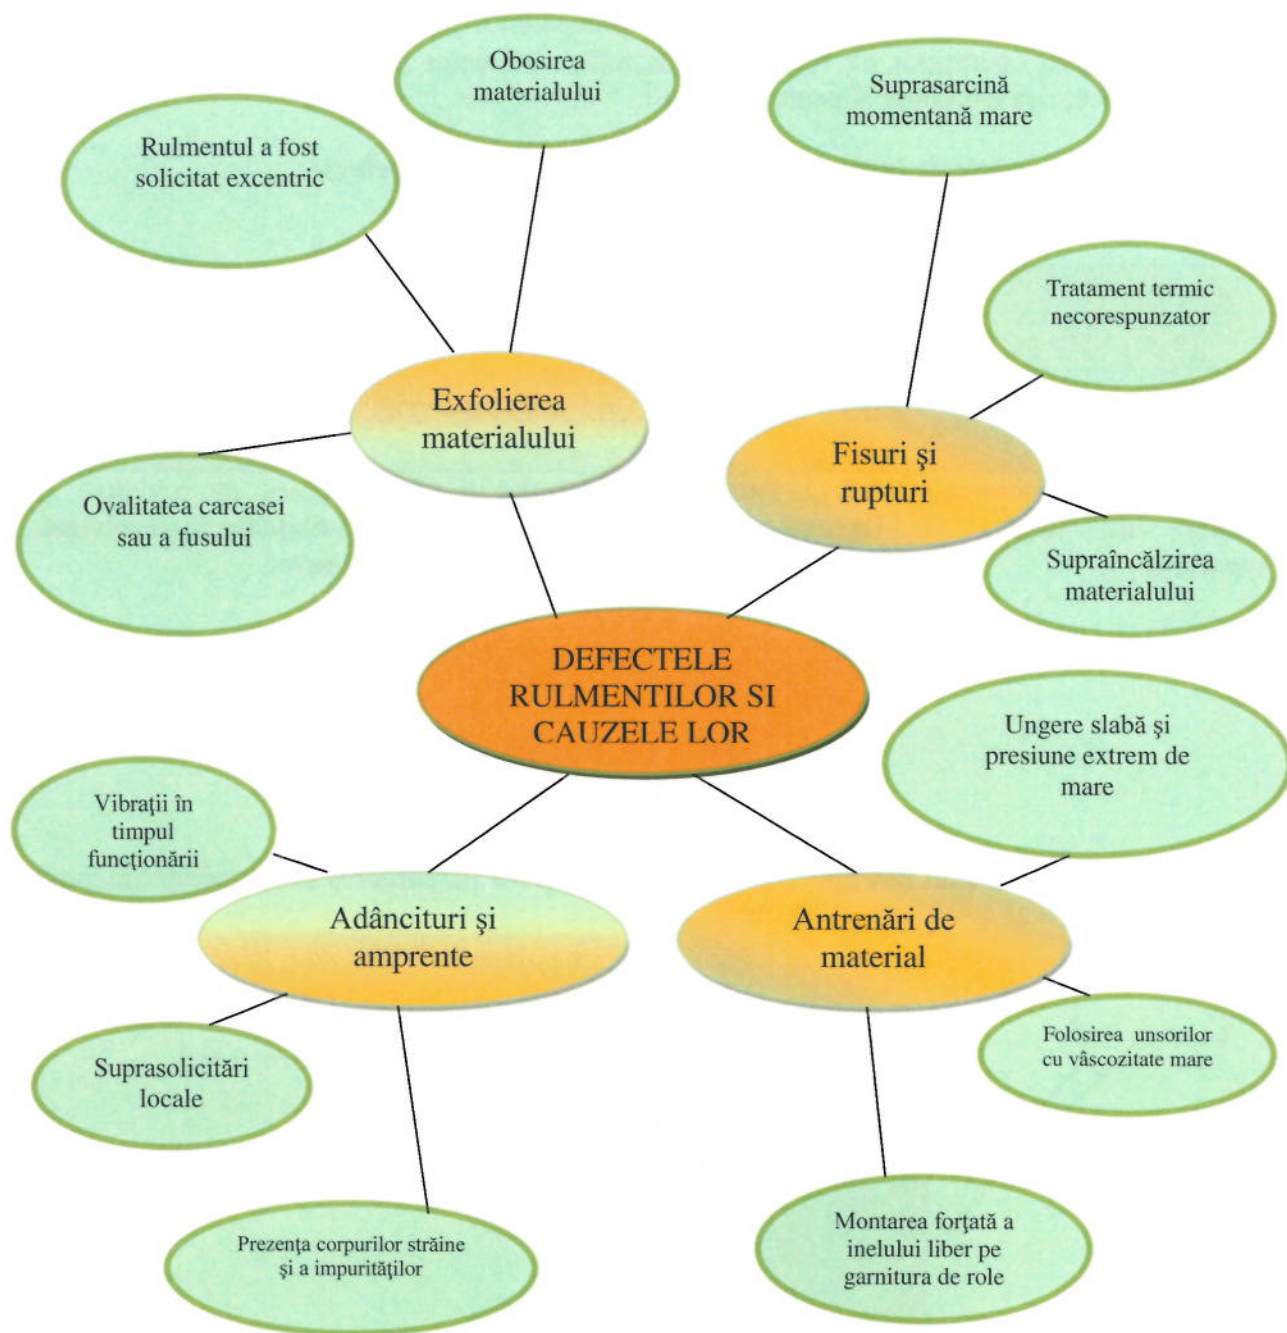 Obosirea
materialului
Suprasarcină
momentană mare
Rulmentul a fost
solicitat excentric
Tratament termic
necorespunzator
Exfolierea
materialului
Fisuri şi
rupturi
Ovalitatea carcasei
sau a fusului
Supraîncălzirea
materialului
DEFECTELE
RULMENTILOR SI
CAUZELE LOR
Ungere slabă şi
presiune extrem de
mare
Vibraţii în
timpul
funcţionării
Adâncituri şi
amprente
Antrenări de
material
Folosirea unsorilor
cu vâscozitate mare
Suprasolicitări
locale
Prezenţa corpurilor străine
şi a impurităţilor
Montarea forţată a
inelului liber pe
garnitura de role